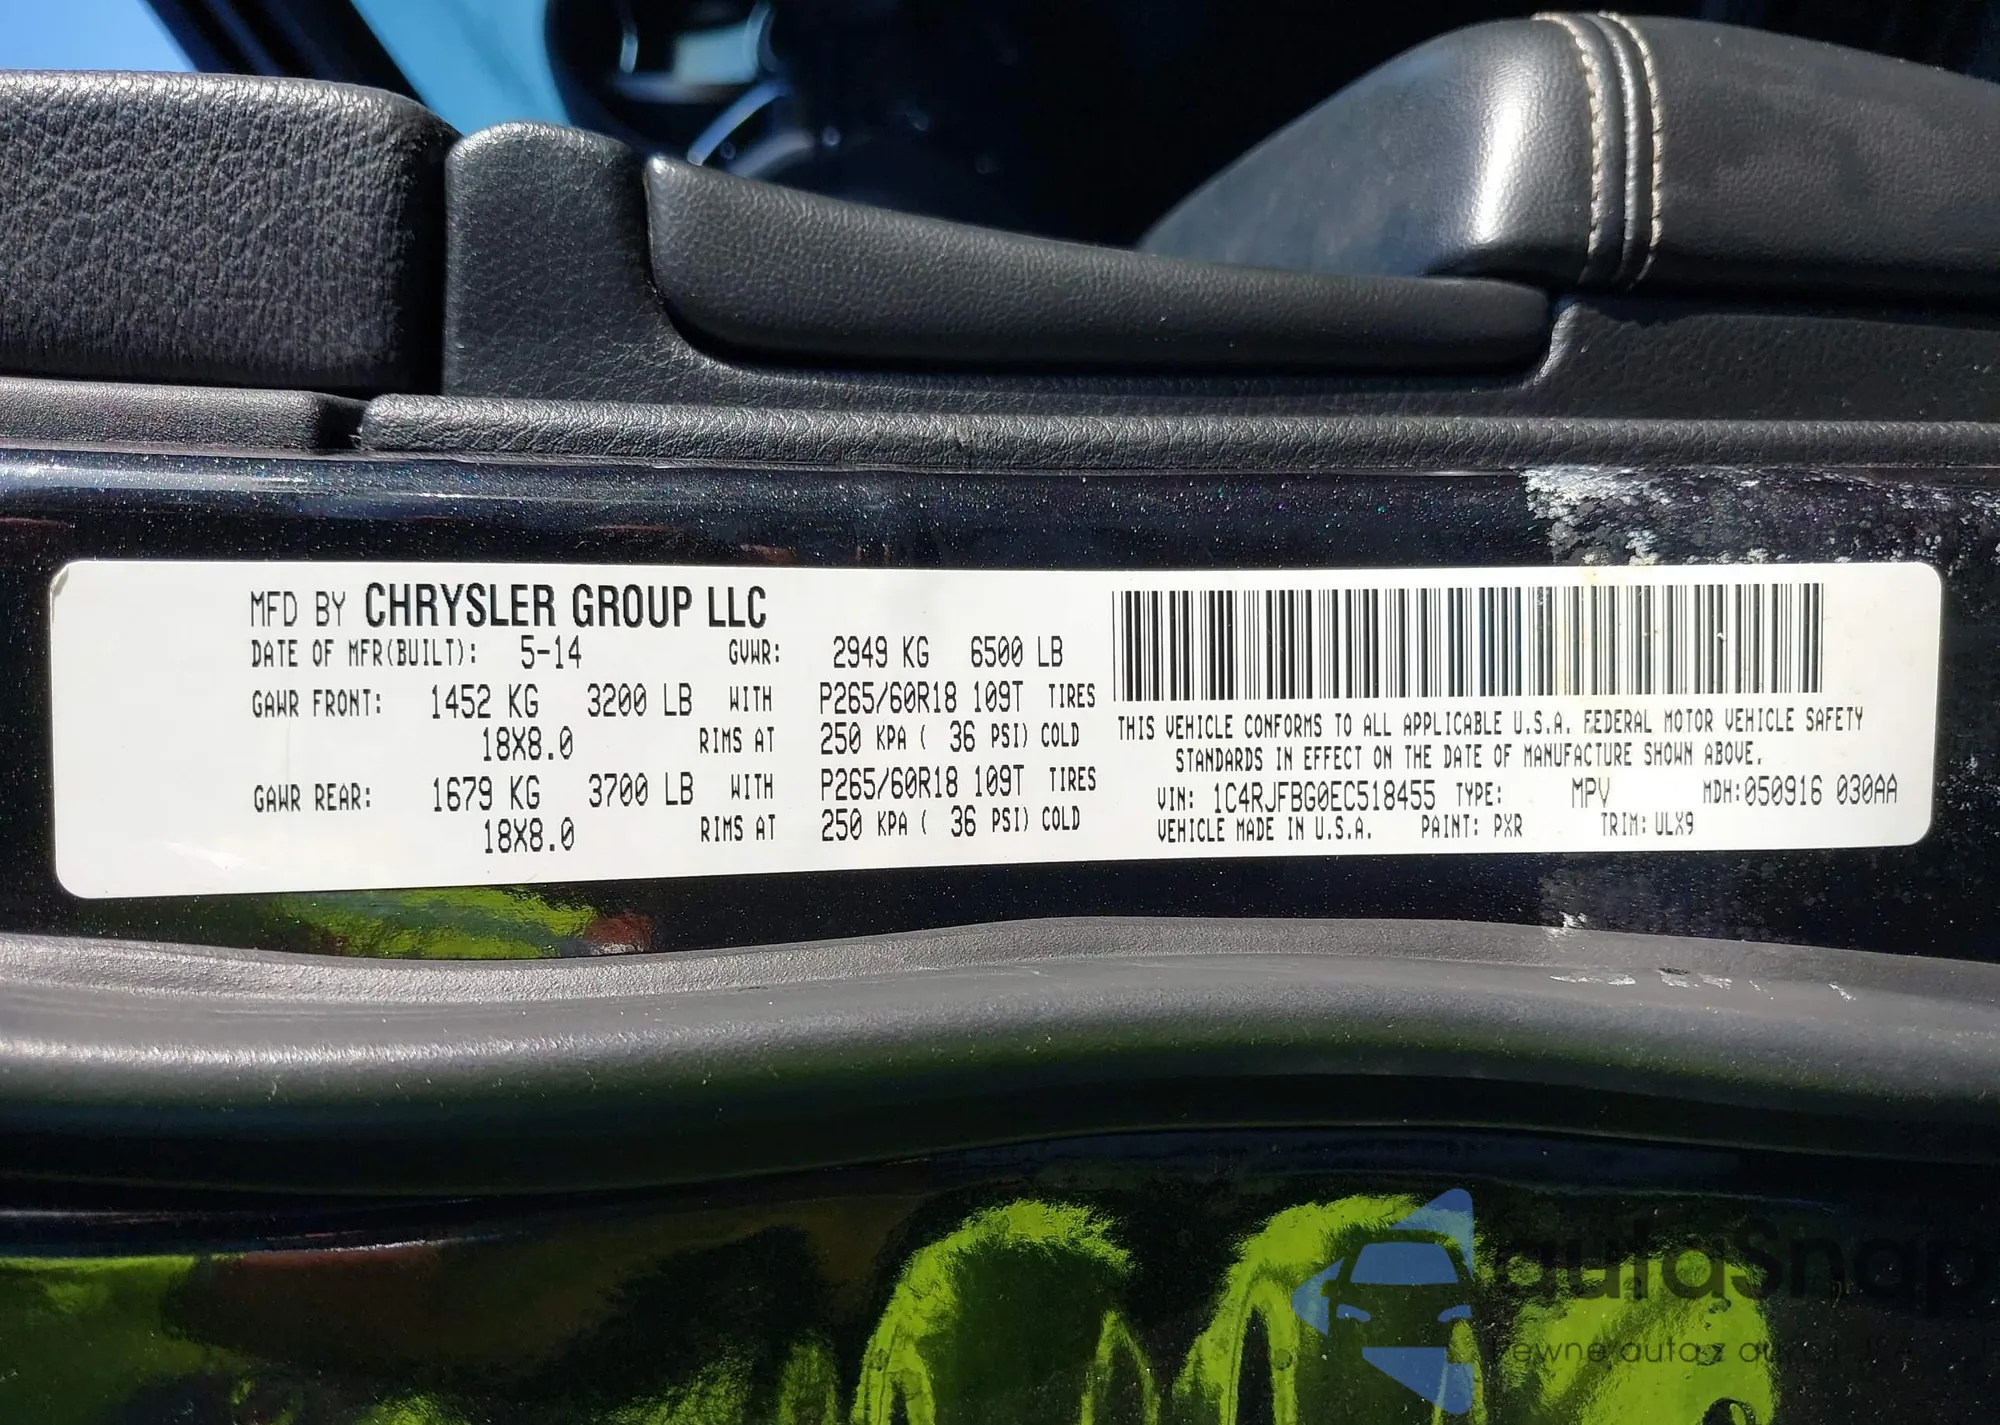 MFD BY CHRYSLER GROUP LLC
DATE OF MFR(BUILT): 5-14 GVWR: 2949 KG 6500 LB
GAWR FRONT: 1452 KG 3200 LB WITH P265/60R18 109T TIRES
18X8.0 RIMS AT 250 KPA ( 36 PSI) COLD
GAWR REAR: 1679 KG 3700 LB WITH P265/60R18 109T TIRES
18X8.0 RIMS AT 250 KPA ( 36 PSI) COLD
THIS VEHICLE CONFORMS TO ALL APPLICABLE U.S.A. FEDERAL MOTOR VEHICLE SAFETY
STANDARDS IN EFFECT ON THE DATE OF MANUFACTURE SHOWN ABOVE.
VIN: 1C4RJFBG0EC518455 TYPE: MPV MDH:050916 030AA
VEHICLE MADE IN U.S.A. PAINT: PXR TRIM: ULX9
autaSnap
Pewne auta z